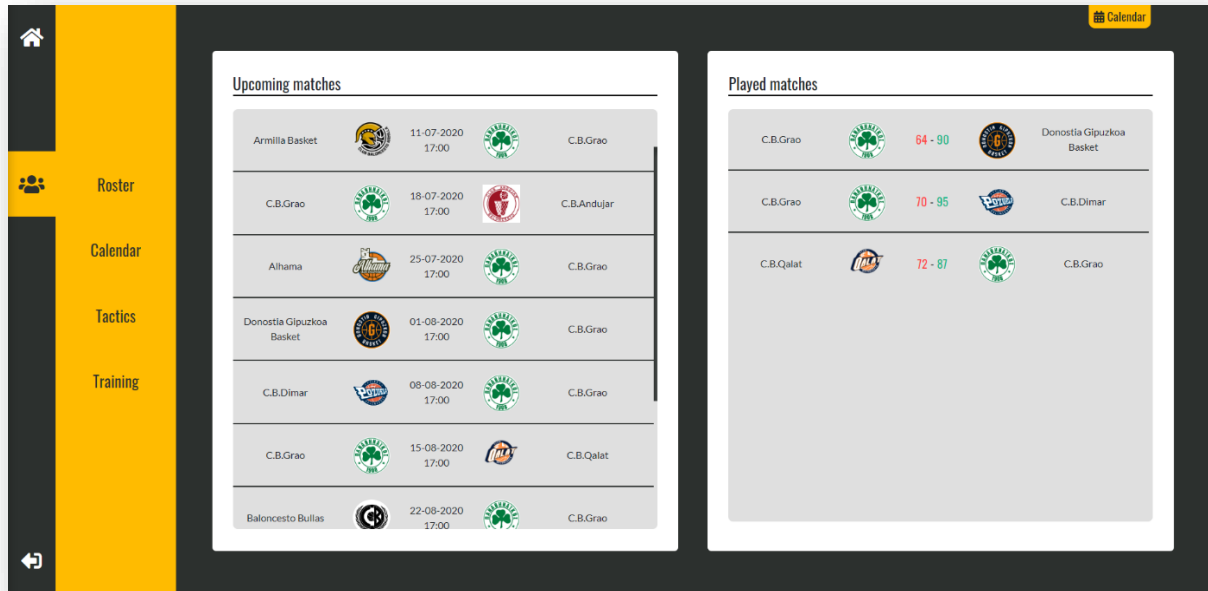 Calendar
Roster
Calendar
Tactics
Training
Upcoming matches
Armilla Basket 11-07-2020 C.B.Grao
17:00
C.B.Grao 18-07-2020 C.B.Andujar
17:00
Alhama 25-07-2020 C.B.Grao
17:00
Donostia Gipuzkoa 01-08-2020 C.B.Grao
Basket 17:00
C.B.Dimar 08-08-2020 C.B.Grao
17:00
C.B.Grao 15-08-2020 C.B.Qalat
17:00
Baloncesto Bullas 22-08-2020 C.B.Grao
17:00
Played matches
C.B.Grao 64 - 90 Donostia Gipuzkoa
Basket
C.B.Grao 70 - 95 C.B.Dimar
C.B.Qalat 72 - 87 C.B.Grao